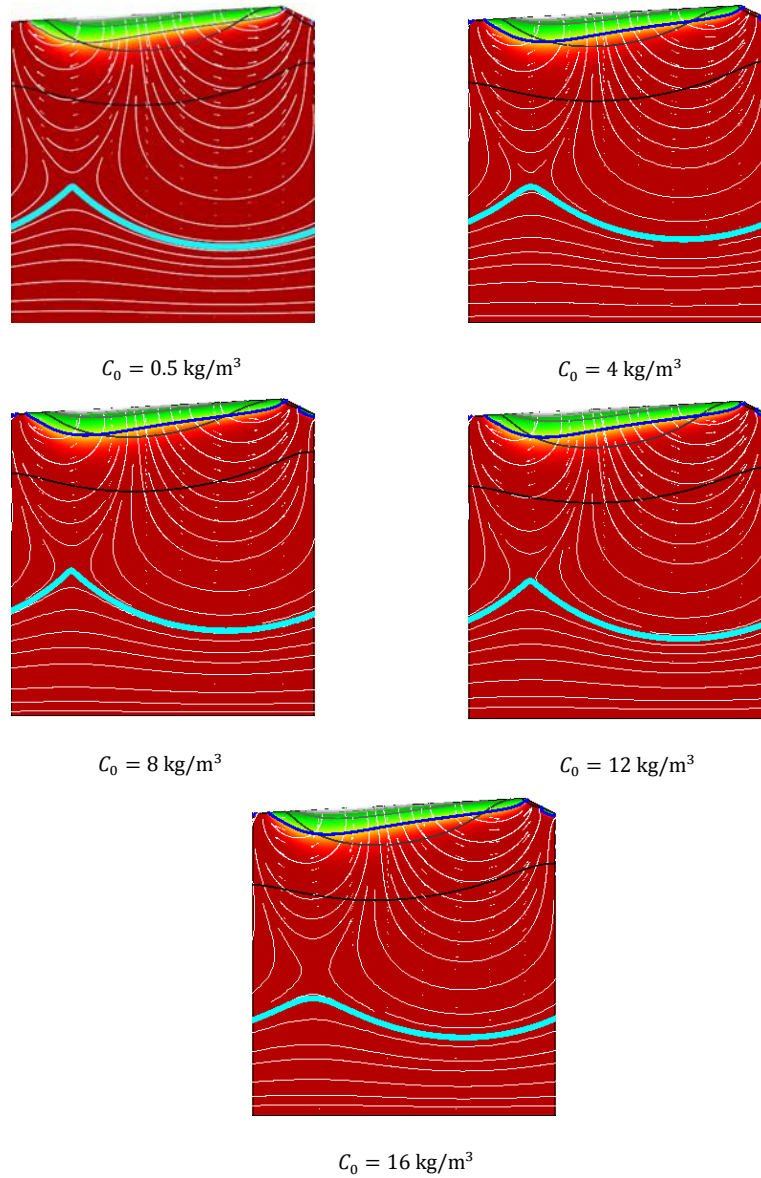 C₀ = 0.5 kg/m³
C₀ = 4 kg/m³
C₀ = 8 kg/m³
C₀ = 12 kg/m³
C₀ = 16 kg/m³